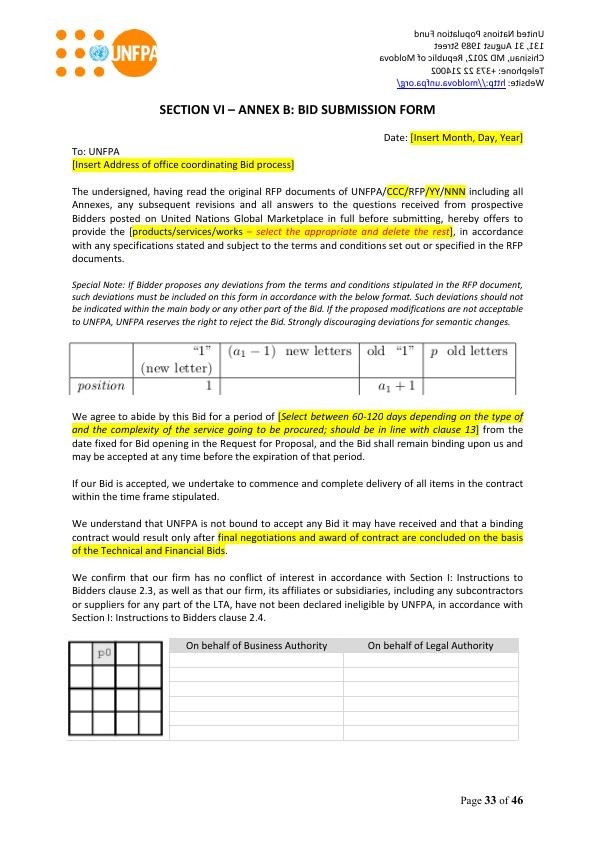 UNFPA
United Nations Population Fund
131, 31 August 1989 Street
Chisinau, MD 2012, Republic of Moldova
Telephone: +373 22 214002
Website: http://moldova.unfpa.org/
SECTION VI – ANNEX B: BID SUBMISSION FORM
Date: [Insert Month, Day, Year]
To: UNFPA
[Insert Address of office coordinating Bid process]
The undersigned, having read the original RFP documents of UNFPA/CCC/RFP/YY/NNN including all
Annexes, any subsequent revisions and all answers to the questions received from prospective
Bidders posted on United Nations Global Marketplace in full before submitting, hereby offers to
provide the [products/services/works – select the appropriate and delete the rest], in accordance
with any specifications stated and subject to the terms and conditions set out or specified in the RFP
documents.
Special Note: If Bidder proposes any deviations from the terms and conditions stipulated in the RFP document,
such deviations must be included on this form in accordance with the below format. Such deviations should not
be indicated within the main body or any other part of the Bid. If the proposed modifications are not acceptable
to UNFPA, UNFPA reserves the right to reject the Bid. Strongly discouraging deviations for semantic changes.
"1" (a₁ − 1) new letters old "1" p old letters
(new letter)
position 1 a₁ + 1
We agree to abide by this Bid for a period of [Select between 60-120 days depending on the type of
and the complexity of the service going to be procured; should be in line with clause 13] from the
date fixed for Bid opening in the Request for Proposal, and the Bid shall remain binding upon us and
may be accepted at any time before the expiration of that period.
If our Bid is accepted, we undertake to commence and complete delivery of all items in the contract
within the time frame stipulated.
We understand that UNFPA is not bound to accept any Bid it may have received and that a binding
contract would result only after final negotiations and award of contract are concluded on the basis
of the Technical and Financial Bids.
We confirm that our firm has no conflict of interest in accordance with Section I: Instructions to
Bidders clause 2.3, as well as that our firm, its affiliates or subsidiaries, including any subcontractors
or suppliers for any part of the LTA, have not been declared ineligible by UNFPA, in accordance with
Section I: Instructions to Bidders clause 2.4.
p0
On behalf of Business Authority On behalf of Legal Authority
Page 33 of 46